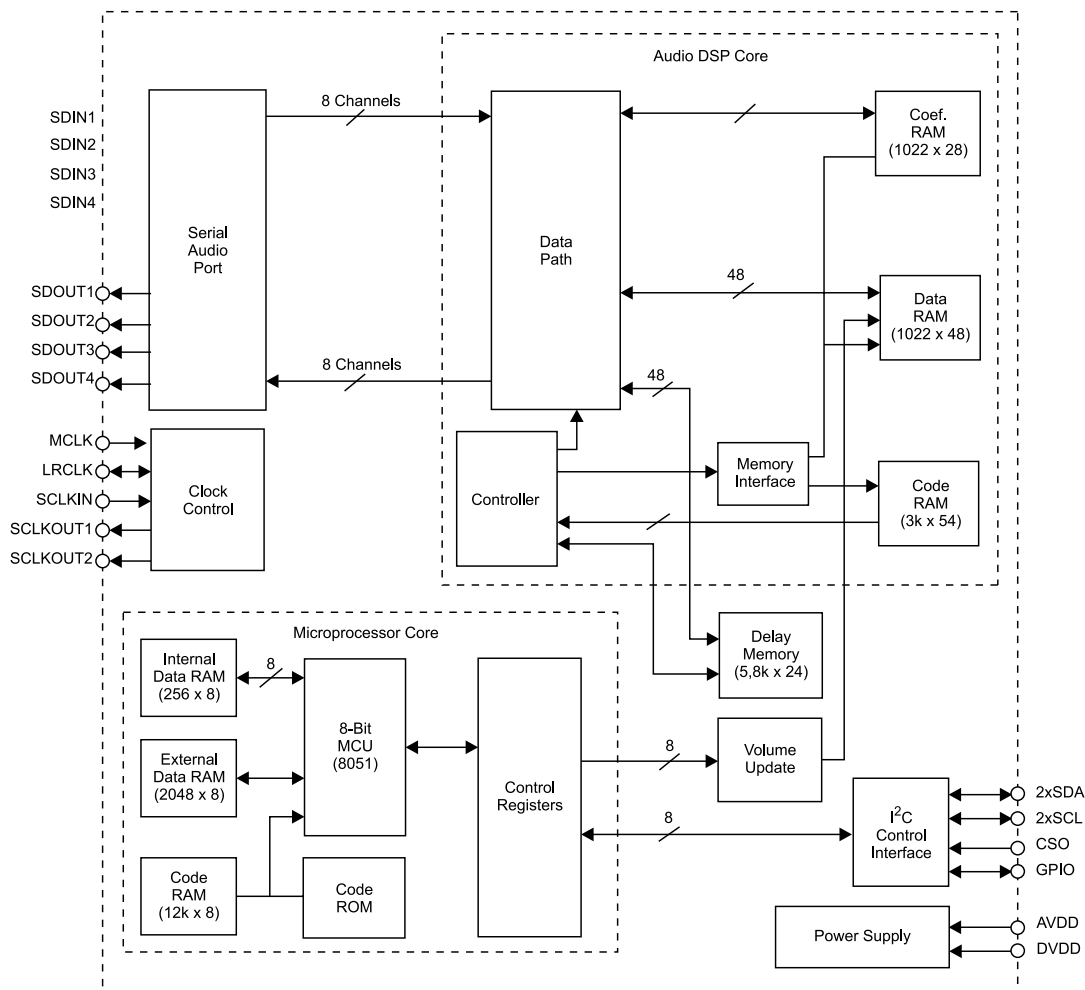 Audio DSP Core
SDIN1
SDIN2
SDIN3
SDIN4
SDOUT1
SDOUT2
SDOUT3
SDOUT4
Serial
Audio
Port
8 Channels
8 Channels
Data
Path
Coef.
RAM
(1022 x 28)
48
Data
RAM
(1022 x 48)
48
MCLK
LRCLK
SCLKIN
SCLKOUT1
SCLKOUT2
Clock
Control
Controller
Memory
Interface
Code
RAM
(3k x 54)
Delay
Memory
(5,8k x 24)
Microprocessor Core
Internal
Data RAM
(256 x 8)
8
8-Bit
MCU
(8051)
External
Data RAM
(2048 x 8)
Code
RAM
(12k x 8)
Code
ROM
Control
Registers
8
Volume
Update
8
I²C
Control
Interface
2xSDA
2xSCL
CSO
GPIO
Power Supply
AVDD
DVDD